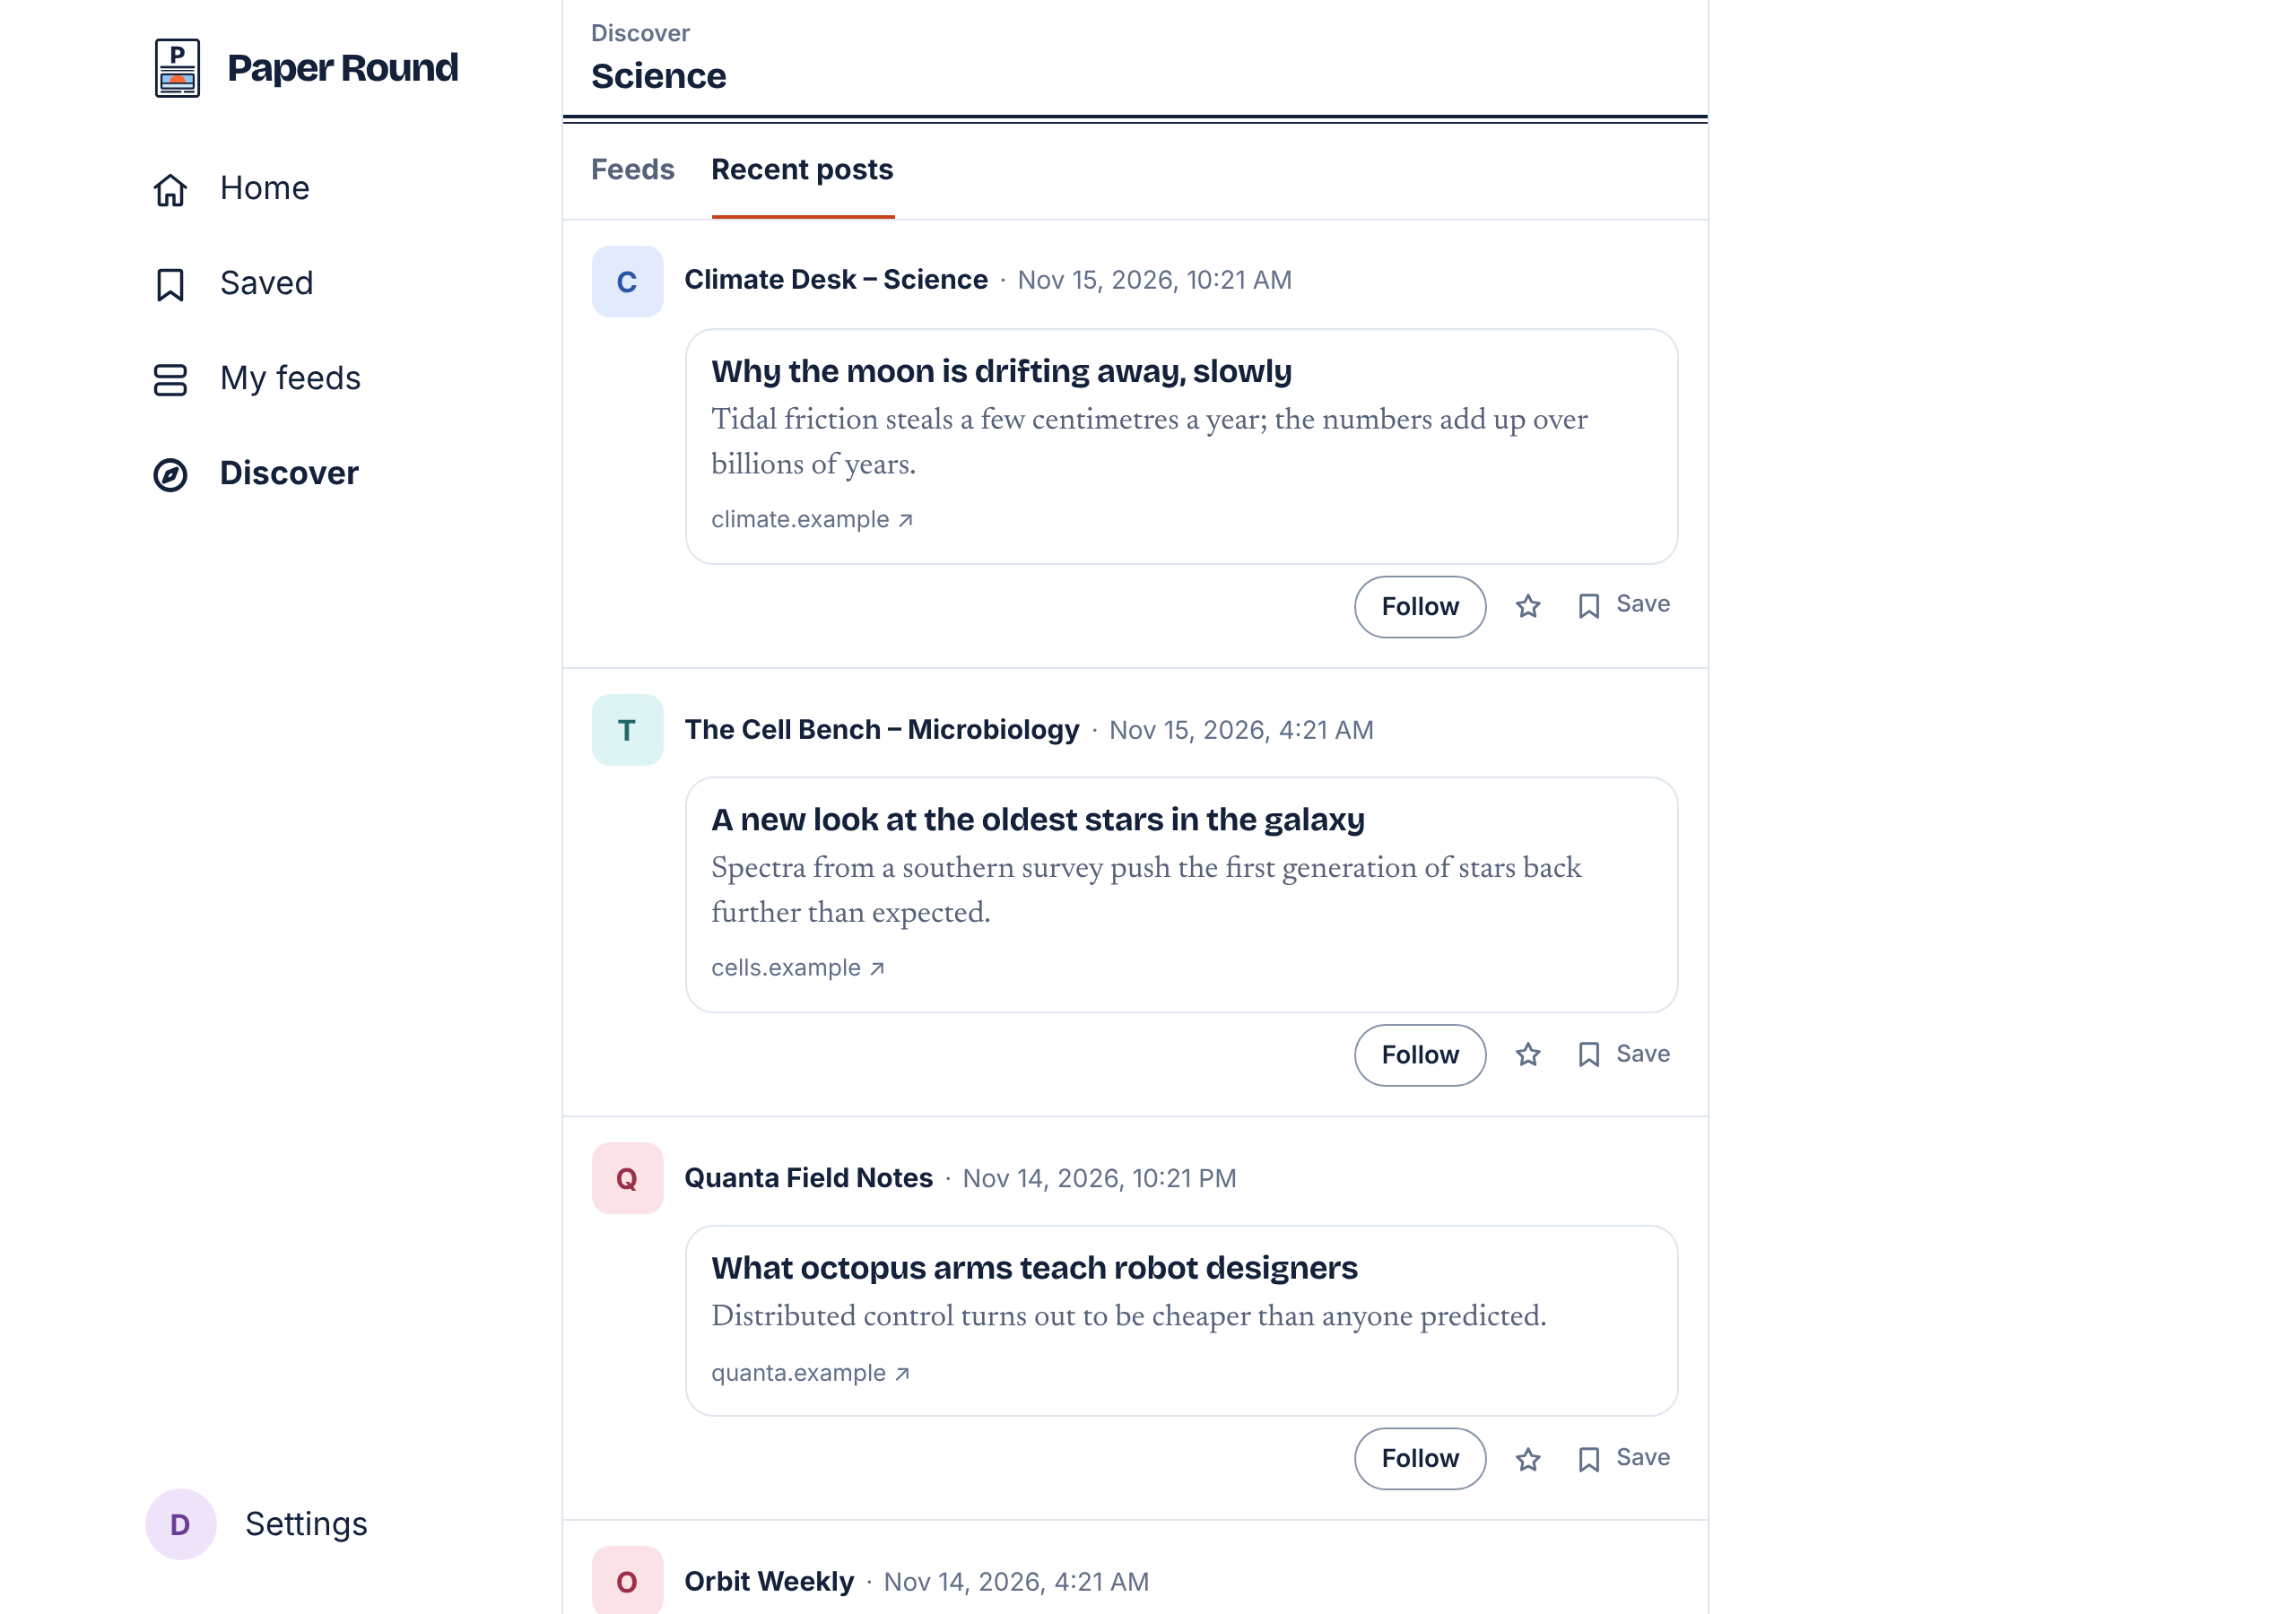 P
Paper Round
Home
Saved
My feeds
Discover
D
Settings
Discover
Science
Feeds
Recent posts
C
Climate Desk – Science · Nov 15, 2026, 10:21 AM
Why the moon is drifting away, slowly
Tidal friction steals a few centimetres a year; the numbers add up over
billions of years.
climate.example ↗
Follow
Save
T
The Cell Bench – Microbiology · Nov 15, 2026, 4:21 AM
A new look at the oldest stars in the galaxy
Spectra from a southern survey push the first generation of stars back
further than expected.
cells.example ↗
Follow
Save
Q
Quanta Field Notes · Nov 14, 2026, 10:21 PM
What octopus arms teach robot designers
Distributed control turns out to be cheaper than anyone predicted.
quanta.example ↗
Follow
Save
O
Orbit Weekly · Nov 14, 2026, 4:21 AM